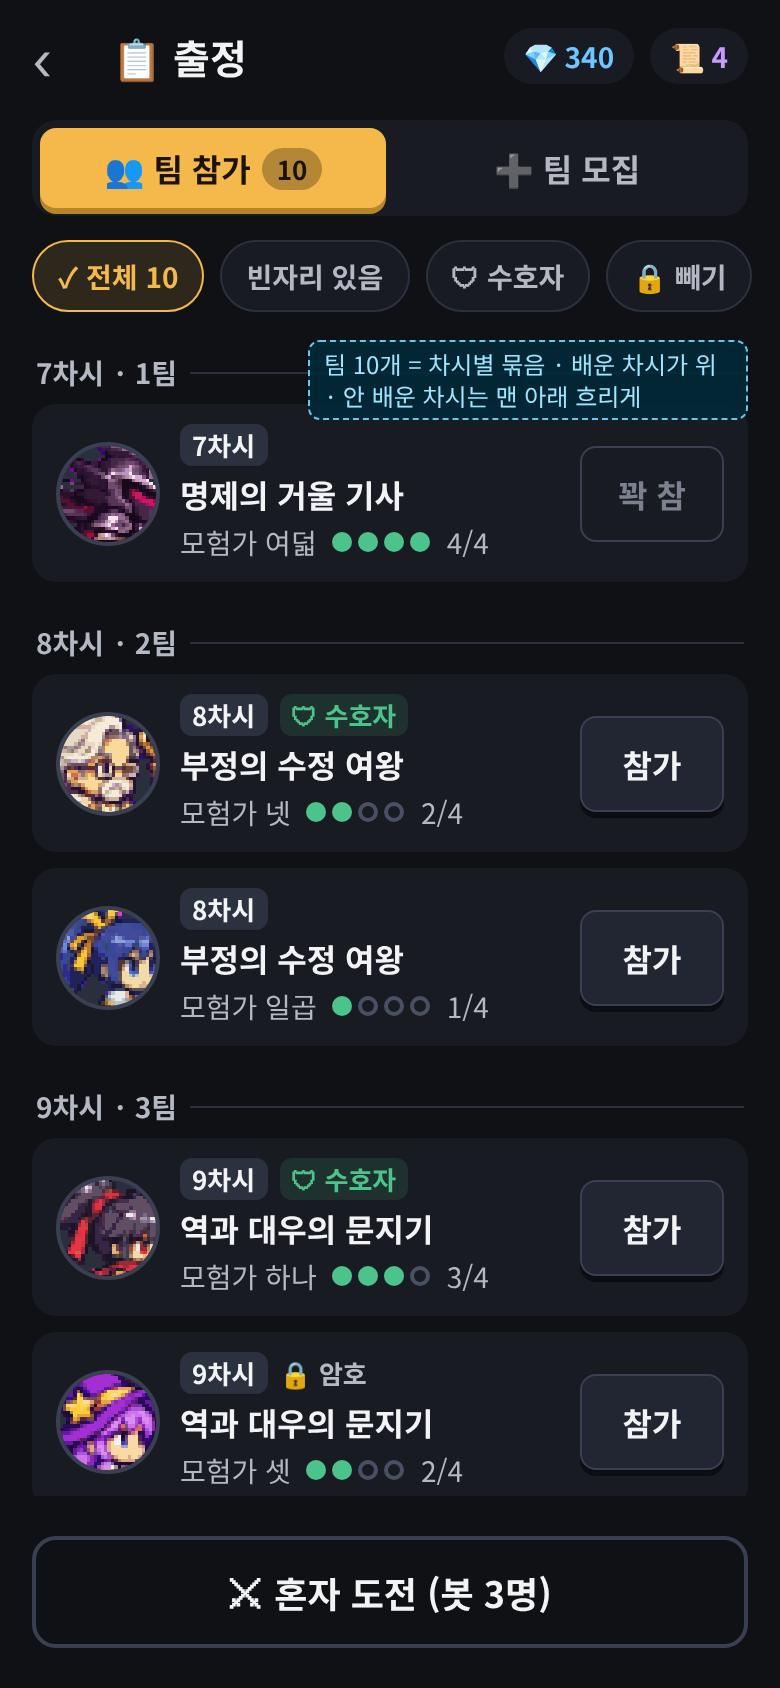 ‹ 📋 출정 💎 340 📜 4
👥 팀 참가 10 ➕ 팀 모집
✓ 전체 10 빈자리 있음 🛡 수호자 🔒 빼기
7차시 · 1팀
팀 10개 = 차시별 묶음 · 배운 차시가 위
· 안 배운 차시는 맨 아래 흐리게
7차시
명제의 거울 기사
모험가 여덟 4/4
꽉 참
8차시 · 2팀
8차시 🛡 수호자
부정의 수정 여왕
모험가 넷 2/4
참가
8차시
부정의 수정 여왕
모험가 일곱 1/4
참가
9차시 · 3팀
9차시 🛡 수호자
역과 대우의 문지기
모험가 하나 3/4
참가
9차시 🔒 암호
역과 대우의 문지기
모험가 셋 2/4
참가
⚔ 혼자 도전 (봇 3명)